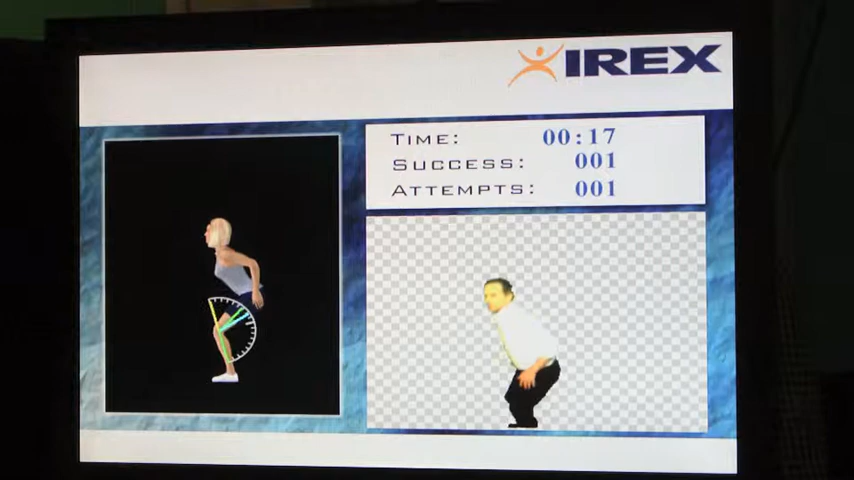 IREX
TIME: 00:17
SUCCESS: 001
ATTEMPTS: 001